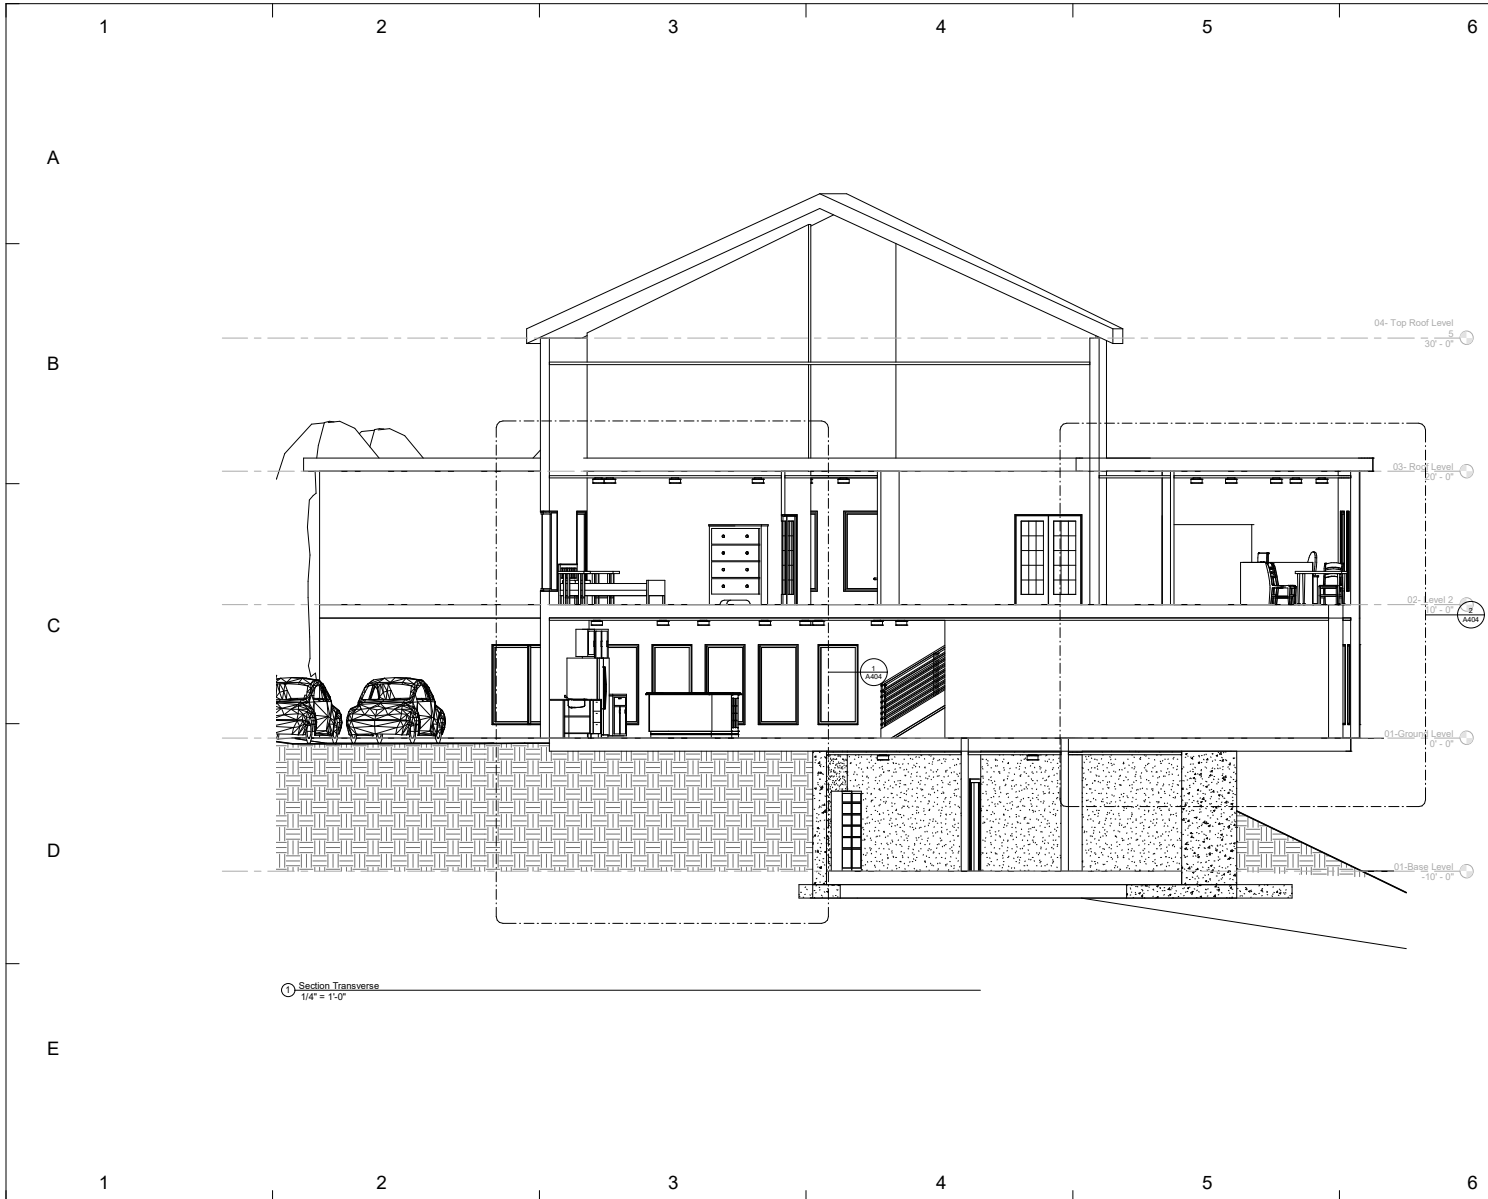 1 2 3 4 5 6
A
04- Top Roof Level
5
30' - 0"
B
03- Roof Level
20' - 0"
02- Level 2
10' - 0"
2
A404
C
1
A404
01-Ground Level
0' - 0"
D
01-Base Level
-10' - 0"
1 Section Transverse
1/4" = 1'-0"
E
1 2 3 4 5 6